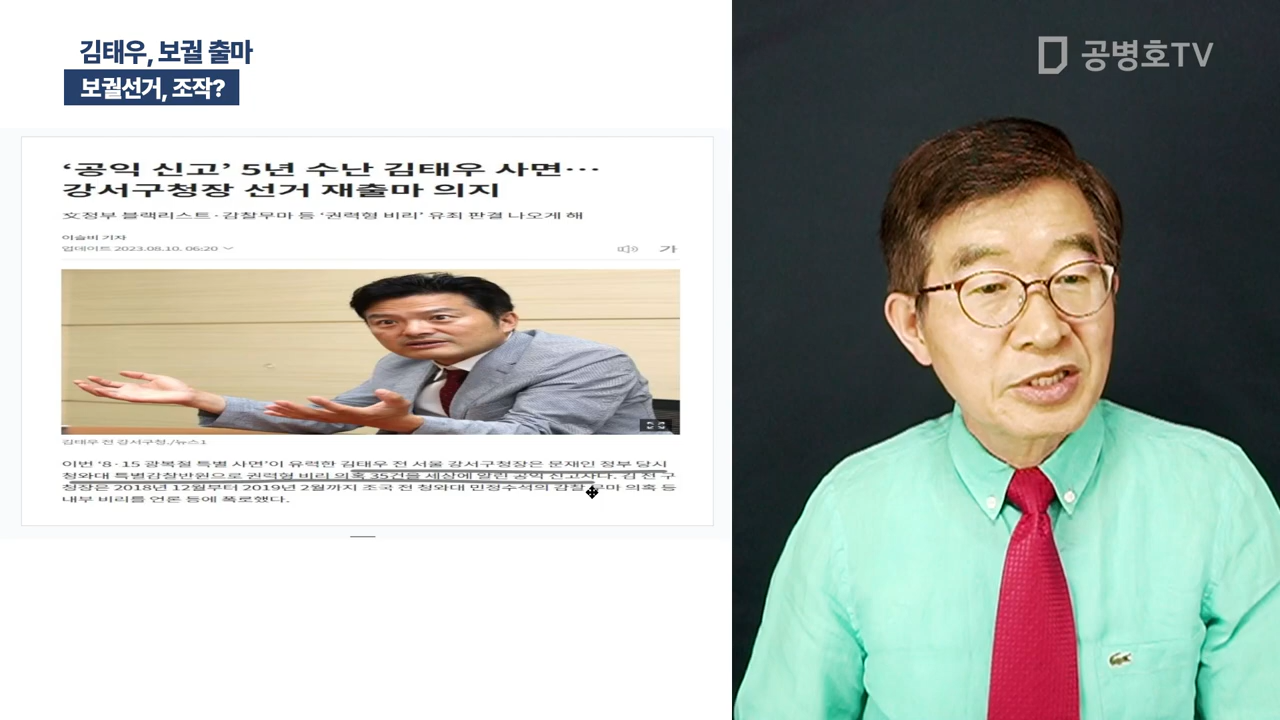 김태우, 보궐 출마
보궐선거, 조작?
공병호TV
‘공익 신고’ 5년 수난 김태우 사면…
강서구청장 선거 재출마 의지
文정부 블랙리스트·감찰무마 등 ‘권력형 비리’ 유죄 판결 나오게 해
이슬비 기자
업데이트 2023.08.10. 06:20
가
김태우 전 강서구청./뉴스1
이번 ‘8·15 광복절 특별 사면’이 유력한 김태우 전 서울 강서구청장은 문재인 정부 당시
청와대 특별감찰반원으로 권력형 비리 의혹 35건을 세상에 알린 공익 신고자다. 김 전 구
청장은 2018년 12월부터 2019년 2월까지 조국 전 청와대 민정수석의 감찰 무마 의혹 등
내부 비리를 언론 등에 폭로했다.